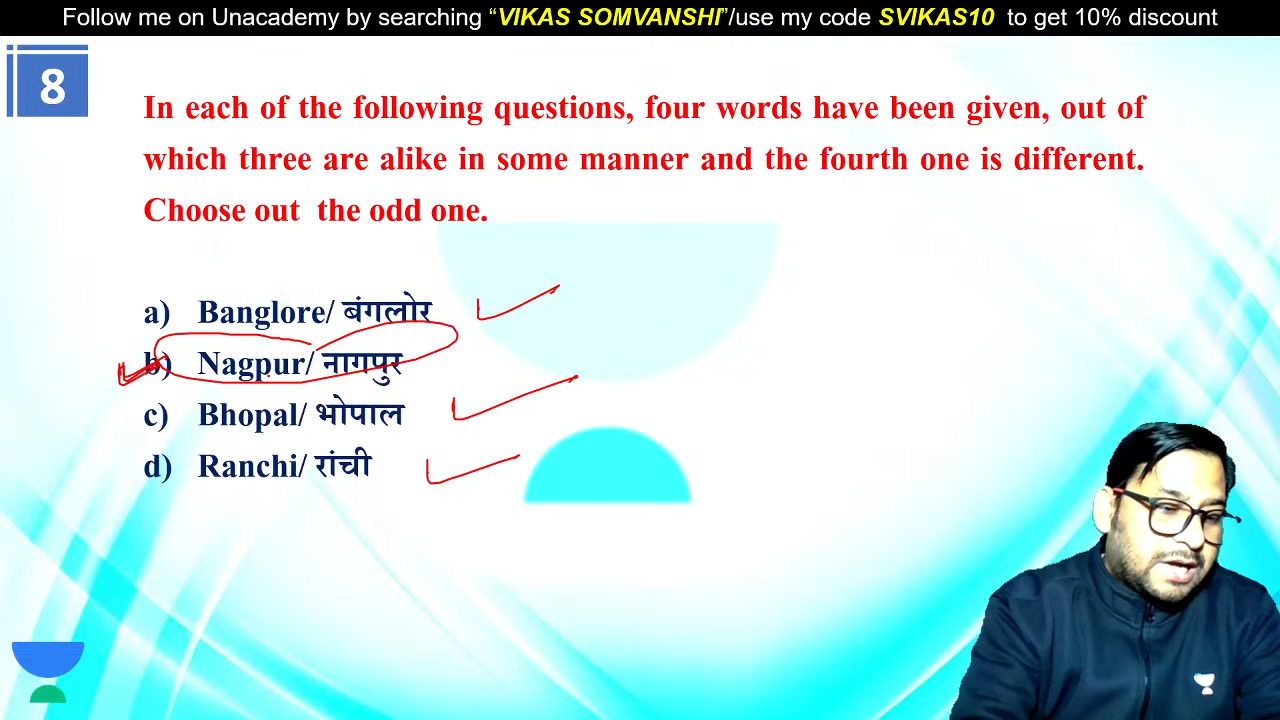 Follow me on Unacademy by searching “VIKAS SOMVANSHI”/use my code SVIKAS10 to get 10% discount
8
In each of the following questions, four words have been given, out of
which three are alike in some manner and the fourth one is different.
Choose out the odd one.
a) Banglore/ बंगलोर
b) Nagpur/ नागपुर
c) Bhopal/ भोपाल
d) Ranchi/ रांची